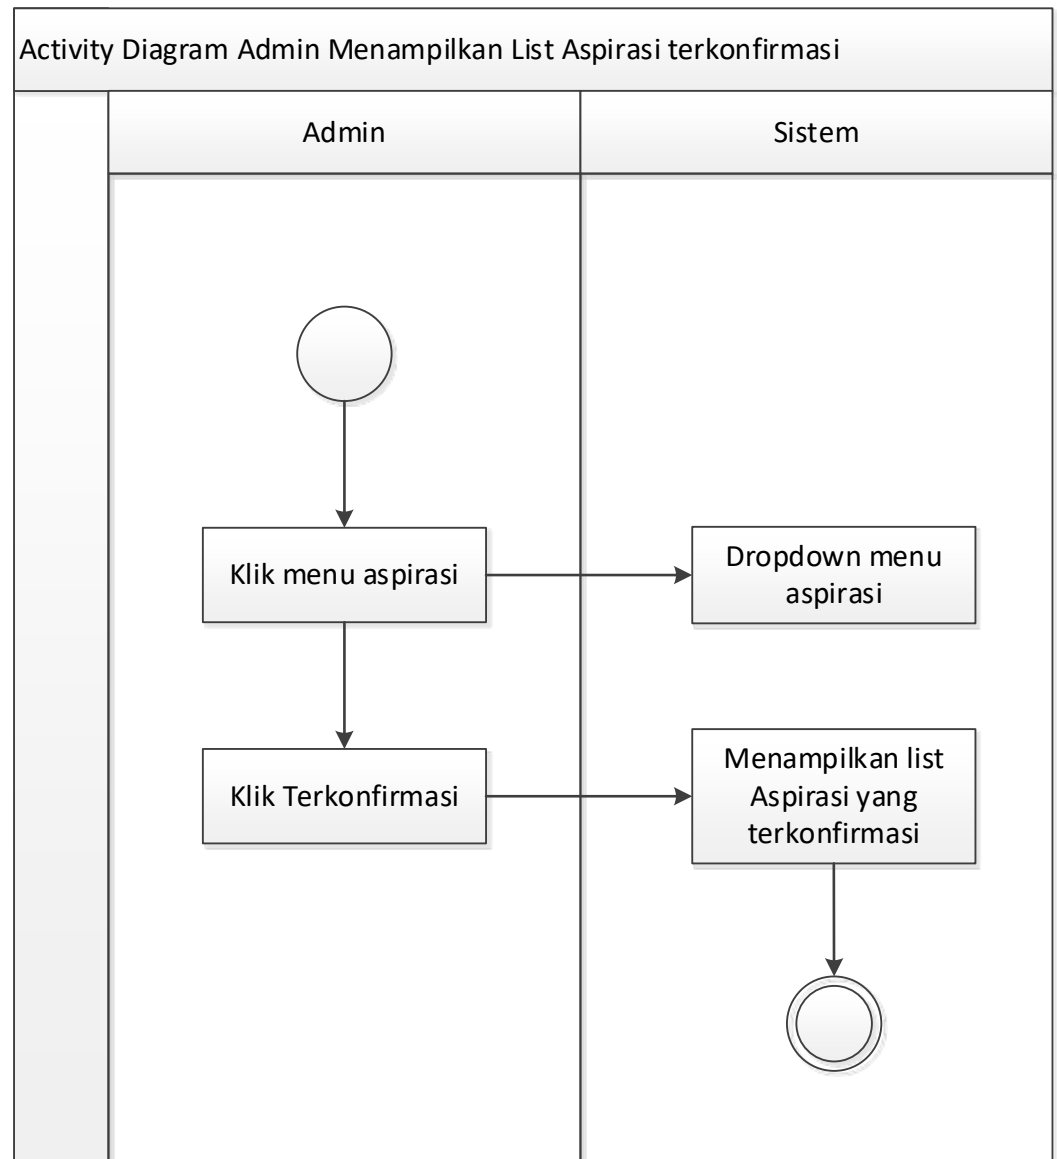 Activity Diagram Admin Menampilkan List Aspirasi terkonfirmasi
Admin
Sistem
Klik menu aspirasi
Dropdown menu
aspirasi
Klik Terkonfirmasi
Menampilkan list
Aspirasi yang
terkonfirmasi